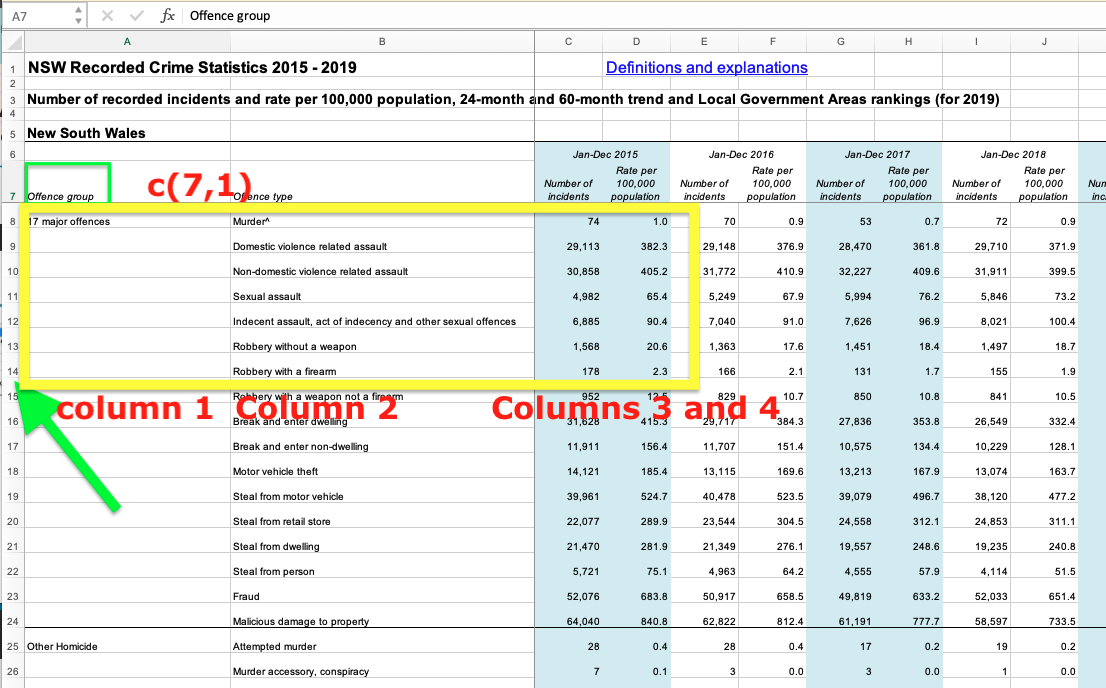 A7 fx Offence group
A B C D E F G H I J
1 NSW Recorded Crime Statistics 2015 - 2019 Definitions and explanations
2
3 Number of recorded incidents and rate per 100,000 population, 24-month and 60-month trend and Local Government Areas rankings (for 2019)
4
5 New South Wales
6 Jan-Dec 2015 Jan-Dec 2016 Jan-Dec 2017 Jan-Dec 2018
Rate per Rate per Rate per Rate per
Number of 100,000 Number of 100,000 Number of 100,000 Number of 100,000 Num
7 Offence group c(7,1) Offence type incidents population incidents population incidents population incidents population inc
8 17 major offences Murder^ 74 1.0 70 0.9 53 0.7 72 0.9
9 Domestic violence related assault 29,113 382.3 29,148 376.9 28,470 361.8 29,710 371.9
10 Non-domestic violence related assault 30,858 405.2 31,772 410.9 32,227 409.6 31,911 399.5
11 Sexual assault 4,982 65.4 5,249 67.9 5,994 76.2 5,846 73.2
12 Indecent assault, act of indecency and other sexual offences 6,885 90.4 7,040 91.0 7,626 96.9 8,021 100.4
13 Robbery without a weapon 1,568 20.6 1,363 17.6 1,451 18.4 1,497 18.7
14 Robbery with a firearm 178 2.3 166 2.1 131 1.7 155 1.9
15 Robbery with a weapon not a firearm 952 12.5 829 10.7 850 10.8 841 10.5
column 1 Column 2 Columns 3 and 4
16 Break and enter dwelling 31,628 415.3 29,717 384.3 27,836 353.8 26,549 332.4
17 Break and enter non-dwelling 11,911 156.4 11,707 151.4 10,575 134.4 10,229 128.1
18 Motor vehicle theft 14,121 185.4 13,115 169.6 13,213 167.9 13,074 163.7
19 Steal from motor vehicle 39,961 524.7 40,478 523.5 39,079 496.7 38,120 477.2
20 Steal from retail store 22,077 289.9 23,544 304.5 24,558 312.1 24,853 311.1
21 Steal from dwelling 21,470 281.9 21,349 276.1 19,557 248.6 19,235 240.8
22 Steal from person 5,721 75.1 4,963 64.2 4,555 57.9 4,114 51.5
23 Fraud 52,076 683.8 50,917 658.5 49,819 633.2 52,033 651.4
24 Malicious damage to property 64,040 840.8 62,822 812.4 61,191 777.7 58,597 733.5
25 Other Homicide Attempted murder 28 0.4 28 0.4 17 0.2 19 0.2
26 Murder accessory, conspiracy 7 0.1 3 0.0 3 0.0 1 0.0